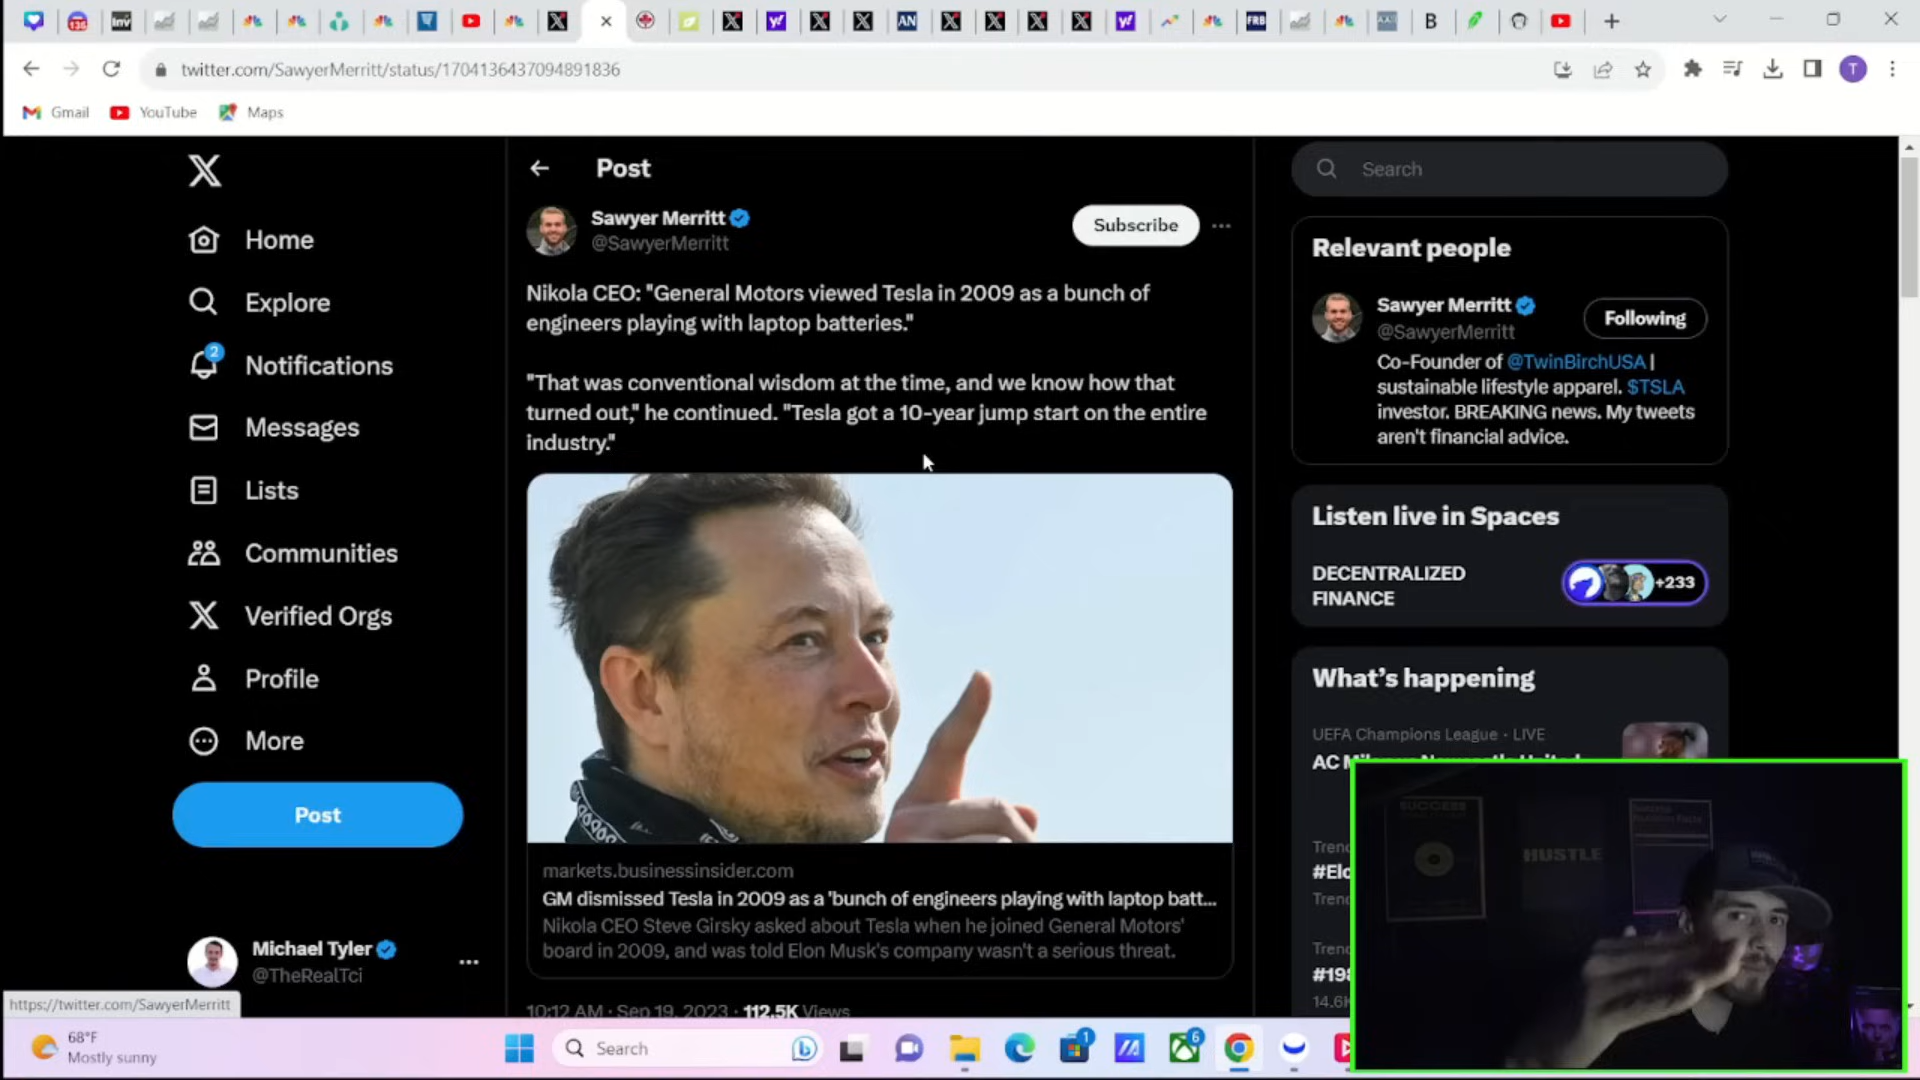 twitter.com/SawyerMerritt/status/1704136437094891836
T
Gmail
YouTube
Maps
Home
Explore
2
Notifications
Messages
Lists
Communities
Verified Orgs
Profile
More
Post
Michael Tyler
@TheRealTci
https://twitter.com/SawyerMerritt
Post
Sawyer Merritt
@SawyerMerritt
Subscribe
Nikola CEO: "General Motors viewed Tesla in 2009 as a bunch of
engineers playing with laptop batteries."
"That was conventional wisdom at the time, and we know how that
turned out," he continued. "Tesla got a 10-year jump start on the entire
industry."
markets.businessinsider.com
GM dismissed Tesla in 2009 as a 'bunch of engineers playing with laptop batt...
Nikola CEO Steve Girsky asked about Tesla when he joined General Motors'
board in 2009, and was told Elon Musk's company wasn't a serious threat.
10:12 AM · Sep 19, 2023 · 112.5K Views
Search
Relevant people
Sawyer Merritt
@SawyerMerritt
Following
Co-Founder of @TwinBirchUSA |
sustainable lifestyle apparel. $TSLA
investor. BREAKING news. My tweets
aren't financial advice.
Listen live in Spaces
DECENTRALIZED
FINANCE
+233
What's happening
UEFA Champions League · LIVE
SUCCESS
HUSTLE
68°F
Mostly sunny
Search
1
6